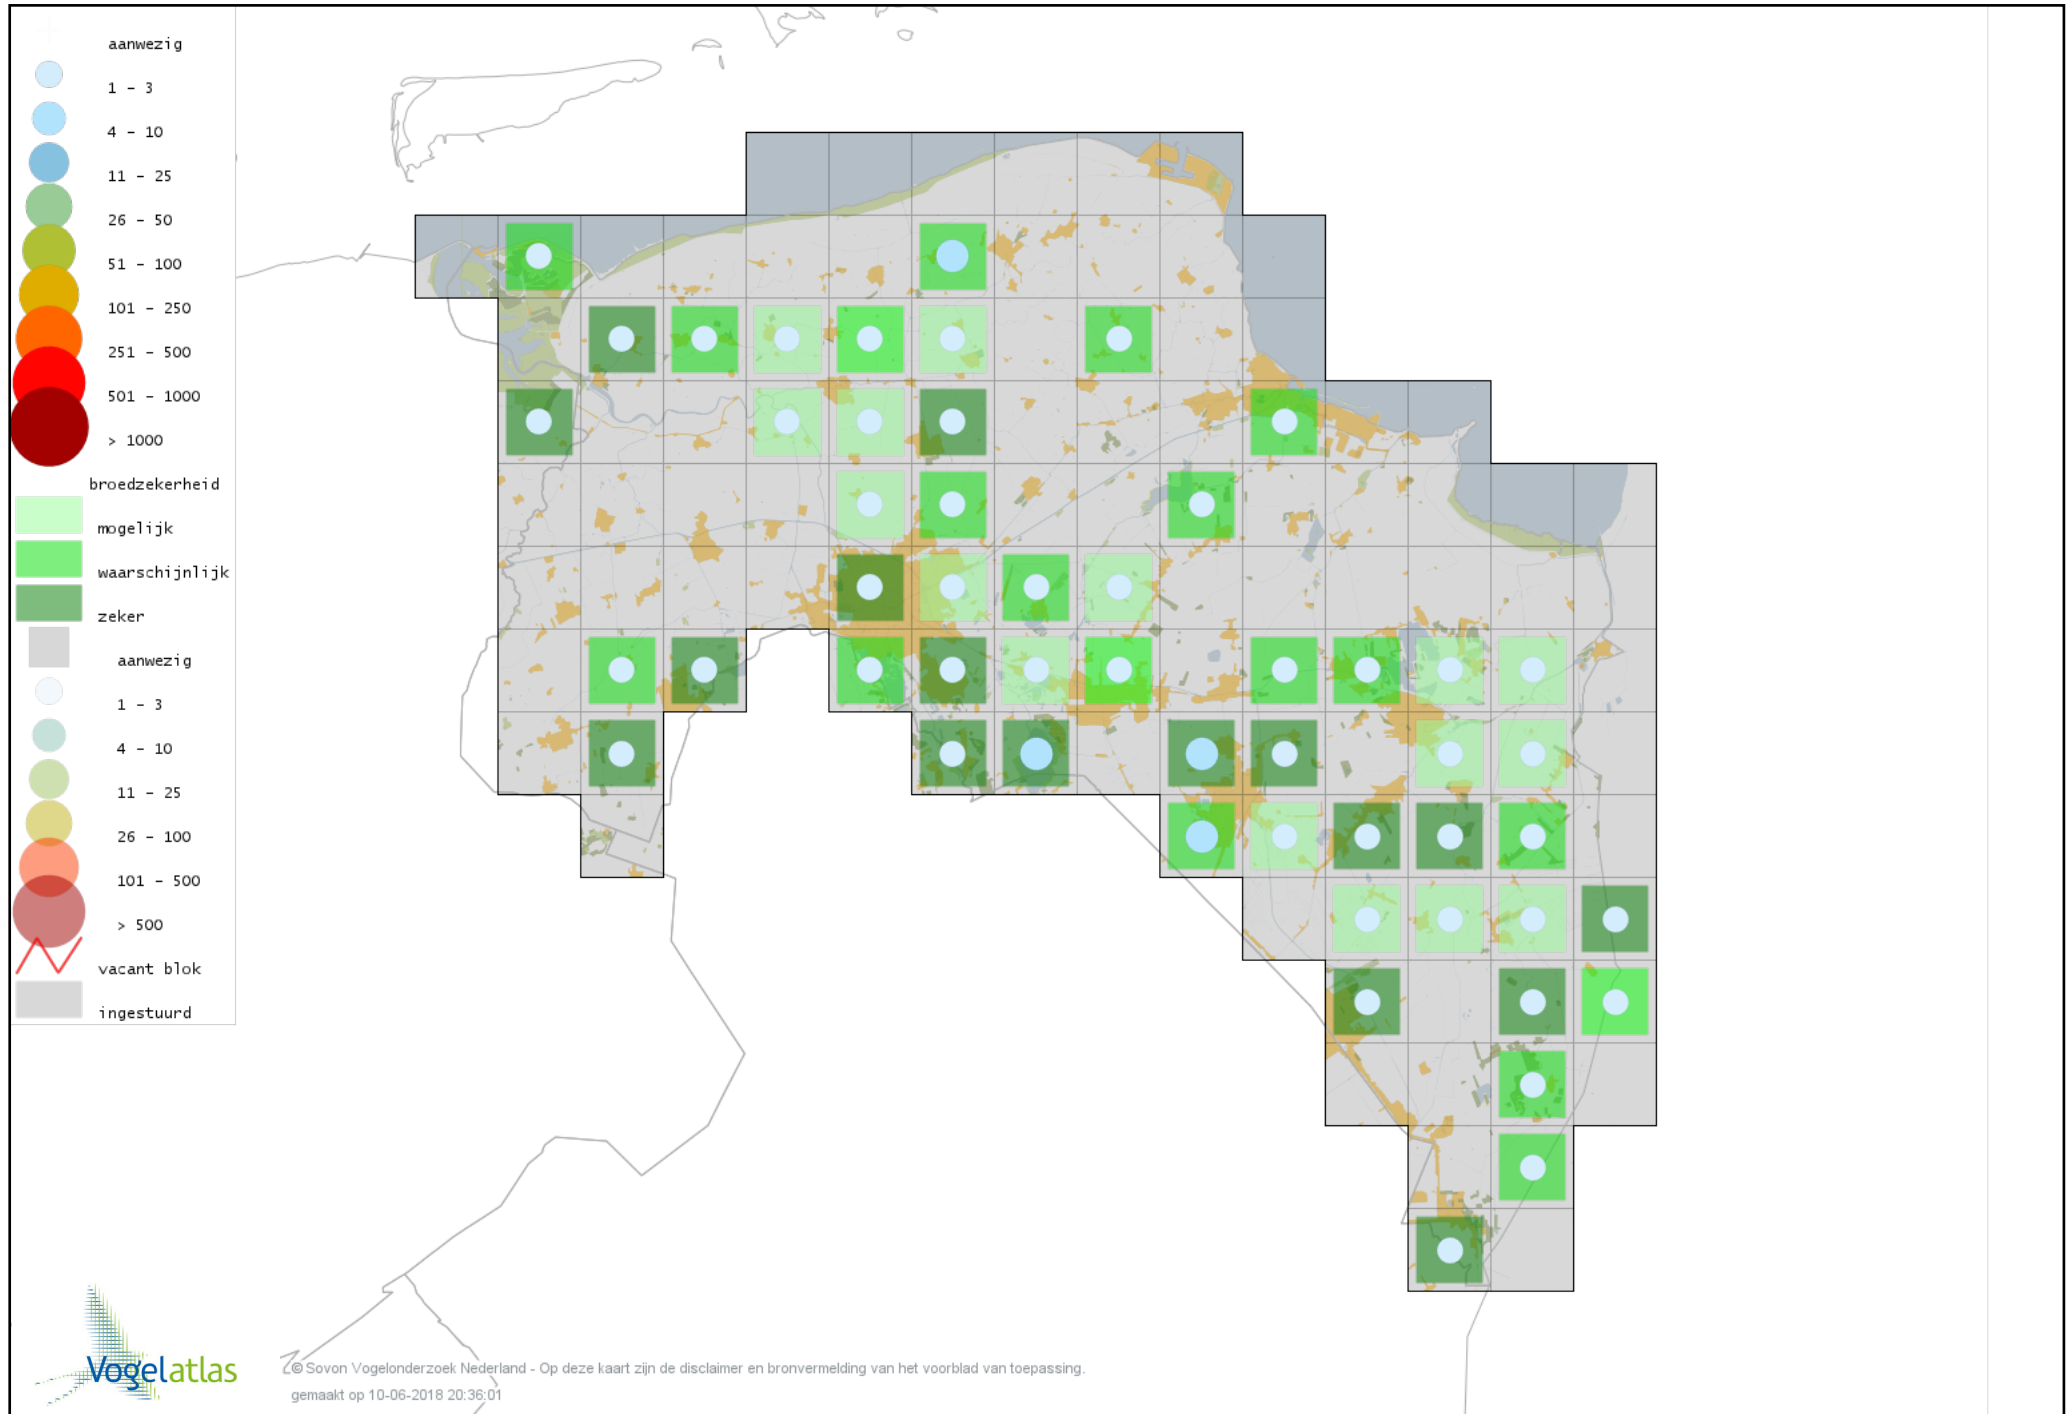 aanwezig
1 - 3
4 - 10
11 - 25
26 - 50
51 - 100
101 - 250
251 - 500
501 - 1000
> 1000
broedzekerheid
mogelijk
waarschijnlijk
zeker
aanwezig
1 - 3
4 - 10
11 - 25
26 - 100
101 - 500
> 500
vacant blok
ingestuurd
Vogelatlas
© Sovon Vogelonderzoek Nederland - Op deze kaart zijn de disclaimer en bronvermelding van het voorblad van toepassing.
gemaakt op 10-06-2018 20:36:01